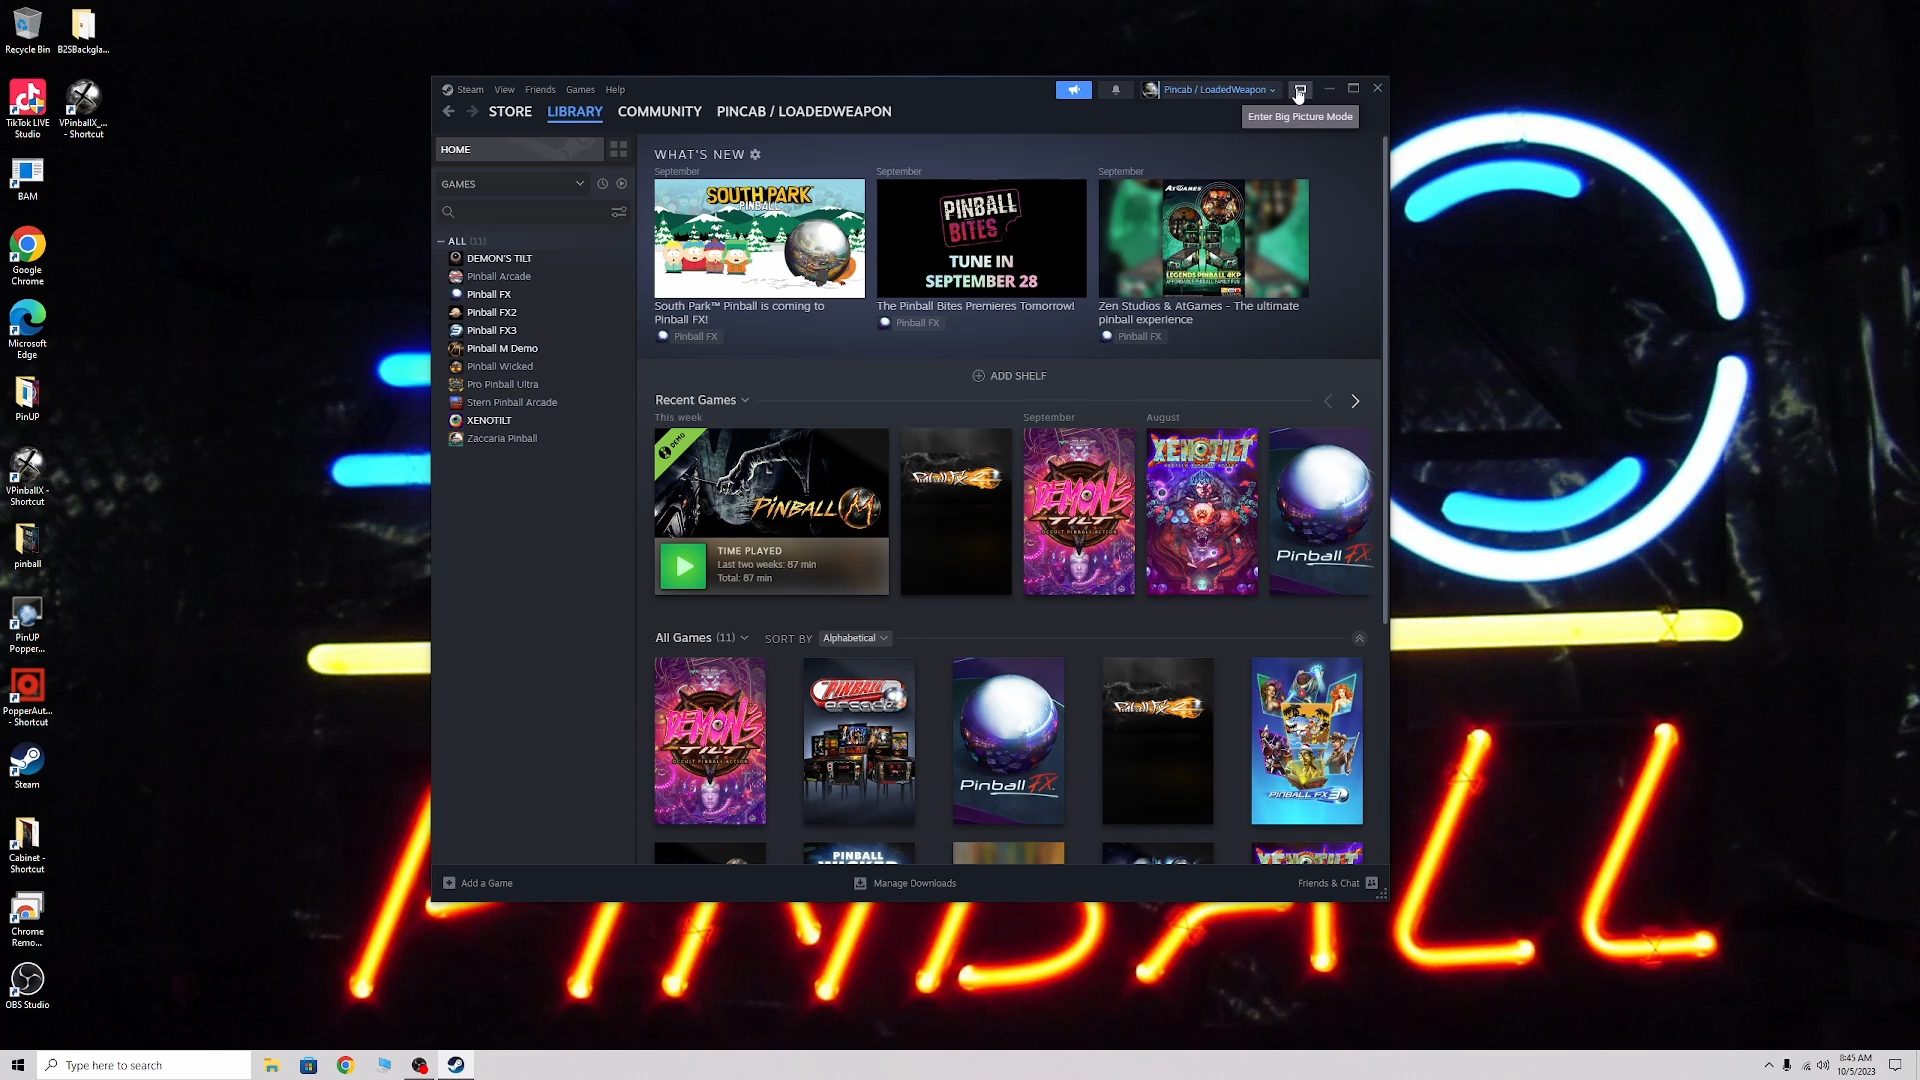 Recycle Bin
B2SBackgla...
TikTok LIVE
Studio
VPinballX_...
- Shortcut
BAM
Google
Chrome
Microsoft
Edge
PinUP
VPinballX -
Shortcut
pinball
PinUP
Popper...
PopperAut...
- Shortcut
Steam
Cabinet -
Shortcut
Chrome
Remo...
OBS Studio
Steam View Friends Games Help
Pincab / LoadedWeapon
STORE LIBRARY COMMUNITY PINCAB / LOADEDWEAPON
Enter Big Picture Mode
HOME
GAMES
ALL (11)
DEMON'S TILT
Pinball Arcade
Pinball FX
Pinball FX2
Pinball FX3
Pinball M Demo
Pinball Wicked
Pro Pinball Ultra
Stern Pinball Arcade
XENOTILT
Zaccaria Pinball
WHAT'S NEW
September September September
SOUTH PARK
PINBALL
PINBALL
BITES
TUNE IN
SEPTEMBER 28
ATGAMES
LEGENDS PINBALL 4KP
South Park™ Pinball is coming to
Pinball FX!
Pinball FX
The Pinball Bites Premieres Tomorrow!
Pinball FX
Zen Studios & AtGames - The ultimate
pinball experience
Pinball FX
ADD SHELF
Recent Games
This week September August
DEMO
PINBALL M
TIME PLAYED
Last two weeks: 87 min
Total: 87 min
Pinball FX2
DEMON'S
TILT
OCCULT PINBALL ACTION
XENOTILT
Pinball FX
All Games (11) SORT BY Alphabetical
DEMON'S
TILT
OCCULT PINBALL ACTION
PINBALL
arcade
Pinball FX
Pinball FX2
PINBALL FX3
PINBALL
XENOTILT
Add a Game
Manage Downloads
Friends & Chat
PINBALL
Type here to search
8:45 AM
10/5/2023